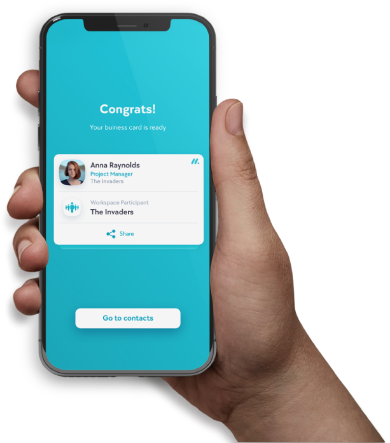 Congrats!
Your buiness card is ready
Anna Raynolds
Project Manager
The Invaders
Workspace Participant
The Invaders
Share
Go to contacts